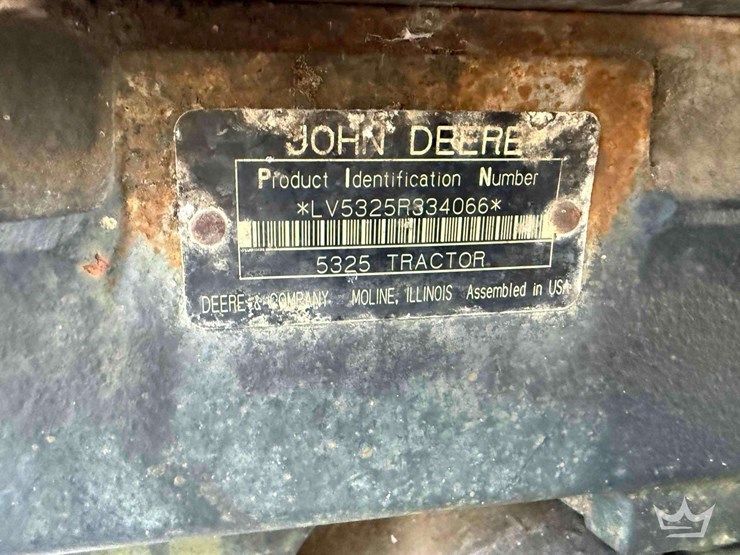 JOHN DEERE
Product Identification Number
*LV5325R334066*
5325 TRACTOR
DEERE & COMPANY MOLINE, ILLINOIS Assembled in USA